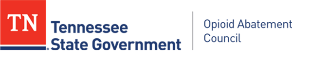 TN
Tennessee
State Government
Opioid Abatement
Council